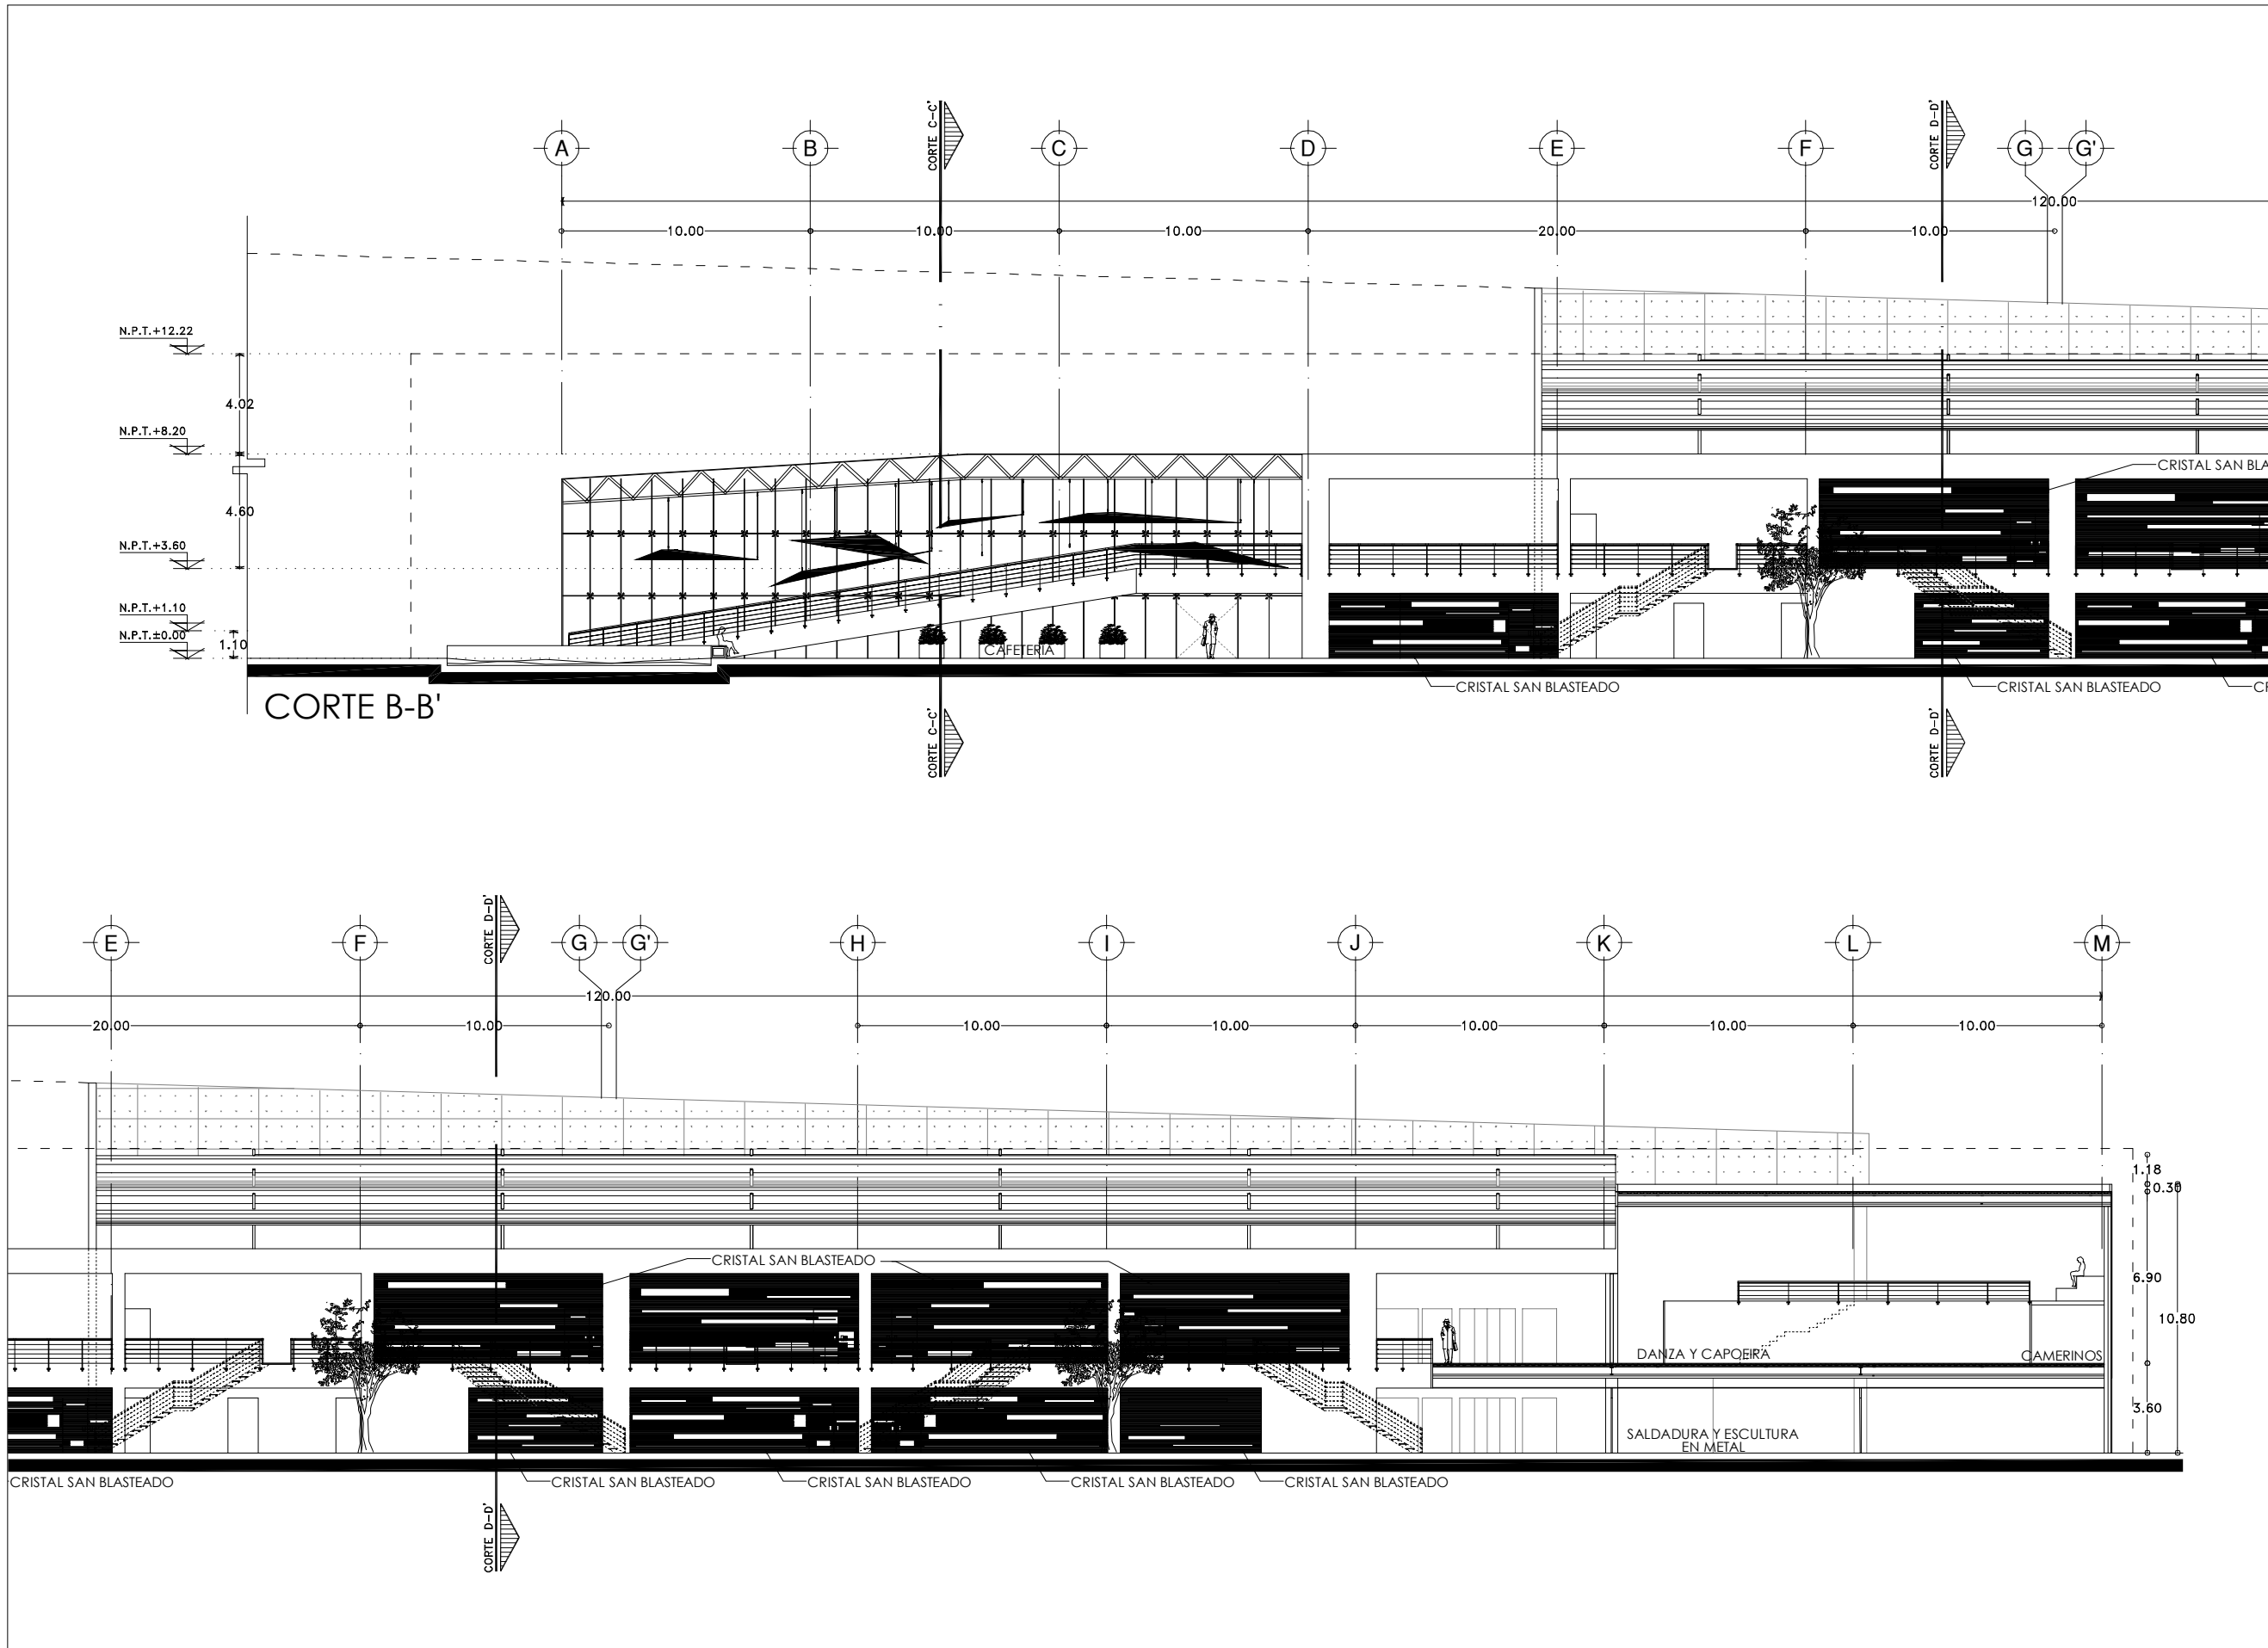 CORTE C-C'
CORTE D-D'
A
B
C
D
E
F
G
G'
120.00
10.00
10.00
10.00
20.00
10.00
N.P.T.+12.22
4.02
N.P.T.+8.20
CRISTAL SAN BLA
4.60
N.P.T.+3.60
N.P.T.+1.10
N.P.T.±0.00
1.10
CAFETERIA
CRISTAL SAN BLASTEADO
CRISTAL SAN BLASTEADO
CR
CORTE B-B'
CORTE C-C'
CORTE D-D'
CORTE D-D'
E
F
G
G'
H
I
J
K
L
M
120.00
20.00
10.00
10.00
10.00
10.00
10.00
10.00
1.18
0.30
CRISTAL SAN BLASTEADO
6.90
10.80
DANZA Y CAPOEIRA
CAMERINOS
3.60
SALDADURA Y ESCULTURA
EN METAL
CRISTAL SAN BLASTEADO
CRISTAL SAN BLASTEADO
CRISTAL SAN BLASTEADO
CRISTAL SAN BLASTEADO
CRISTAL SAN BLASTEADO
CORTE D-D'